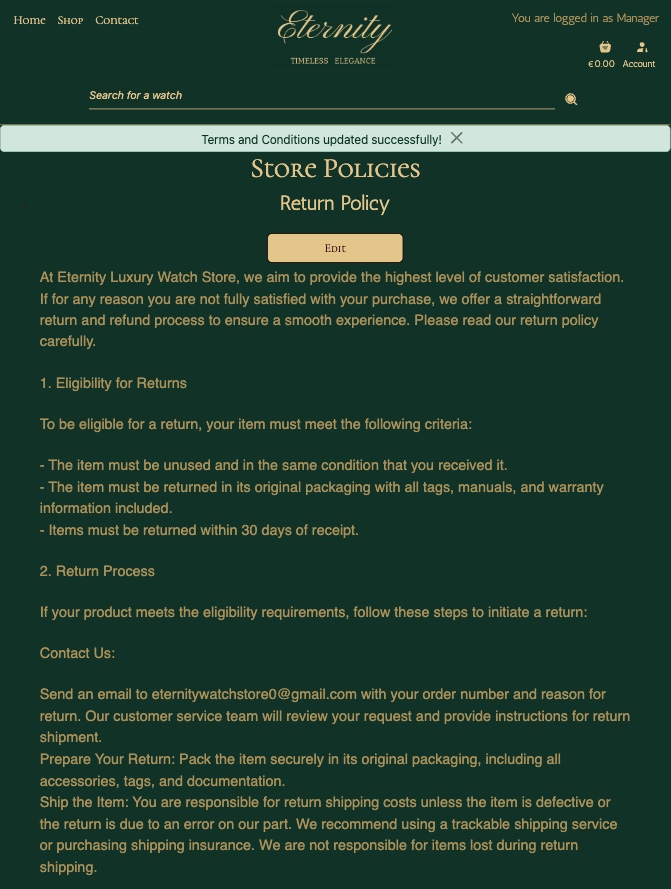 Home Shop Contact
Eternity
TIMELESS ELEGANCE
You are logged in as Manager
€0.00 Account
Search for a watch
Terms and Conditions updated successfully!
Store Policies
Return Policy
Edit
At Eternity Luxury Watch Store, we aim to provide the highest level of customer satisfaction.
If for any reason you are not fully satisfied with your purchase, we offer a straightforward
return and refund process to ensure a smooth experience. Please read our return policy
carefully.
1. Eligibility for Returns
To be eligible for a return, your item must meet the following criteria:
- The item must be unused and in the same condition that you received it.
- The item must be returned in its original packaging with all tags, manuals, and warranty
information included.
- Items must be returned within 30 days of receipt.
2. Return Process
If your product meets the eligibility requirements, follow these steps to initiate a return:
Contact Us:
Send an email to eternitywatchstore0@gmail.com with your order number and reason for
return. Our customer service team will review your request and provide instructions for return
shipment.
Prepare Your Return: Pack the item securely in its original packaging, including all
accessories, tags, and documentation.
Ship the Item: You are responsible for return shipping costs unless the item is defective or
the return is due to an error on our part. We recommend using a trackable shipping service
or purchasing shipping insurance. We are not responsible for items lost during return
shipping.